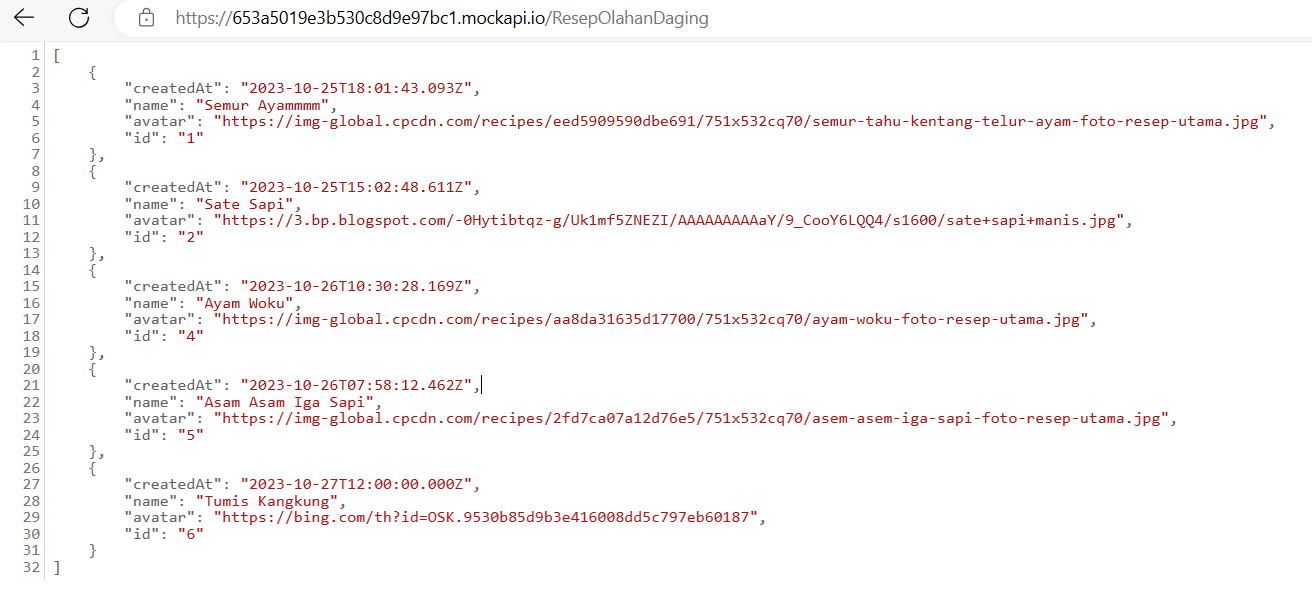 https://653a5019e3b530c8d9e97bc1.mockapi.io/ResepOlahanDaging
1 [
2 {
3 "createdAt": "2023-10-25T18:01:43.093Z",
4 "name": "Semur Ayammmm",
5 "avatar": "https://img-global.cpcdn.com/recipes/eed5909590dbe691/751x532cq70/semur-tahu-kentang-telur-ayam-foto-resep-utama.jpg",
6 "id": "1"
7 },
8 {
9 "createdAt": "2023-10-25T15:02:48.611Z",
10 "name": "Sate Sapi",
11 "avatar": "https://3.bp.blogspot.com/-0Hytibtqz-g/Uk1mf5ZNEZI/AAAAAAAAAaY/9_CooY6LQQ4/s1600/sate+sapi+manis.jpg",
12 "id": "2"
13 },
14 {
15 "createdAt": "2023-10-26T10:30:28.169Z",
16 "name": "Ayam Woku",
17 "avatar": "https://img-global.cpcdn.com/recipes/aa8da31635d17700/751x532cq70/ayam-woku-foto-resep-utama.jpg",
18 "id": "4"
19 },
20 {
21 "createdAt": "2023-10-26T07:58:12.462Z",
22 "name": "Asam Asam Iga Sapi",
23 "avatar": "https://img-global.cpcdn.com/recipes/2fd7ca07a12d76e5/751x532cq70/asem-asem-iga-sapi-foto-resep-utama.jpg",
24 "id": "5"
25 },
26 {
27 "createdAt": "2023-10-27T12:00:00.000Z",
28 "name": "Tumis Kangkung",
29 "avatar": "https://bing.com/th?id=OSK.9530b85d9b3e416008dd5c797eb60187",
30 "id": "6"
31 }
32 ]